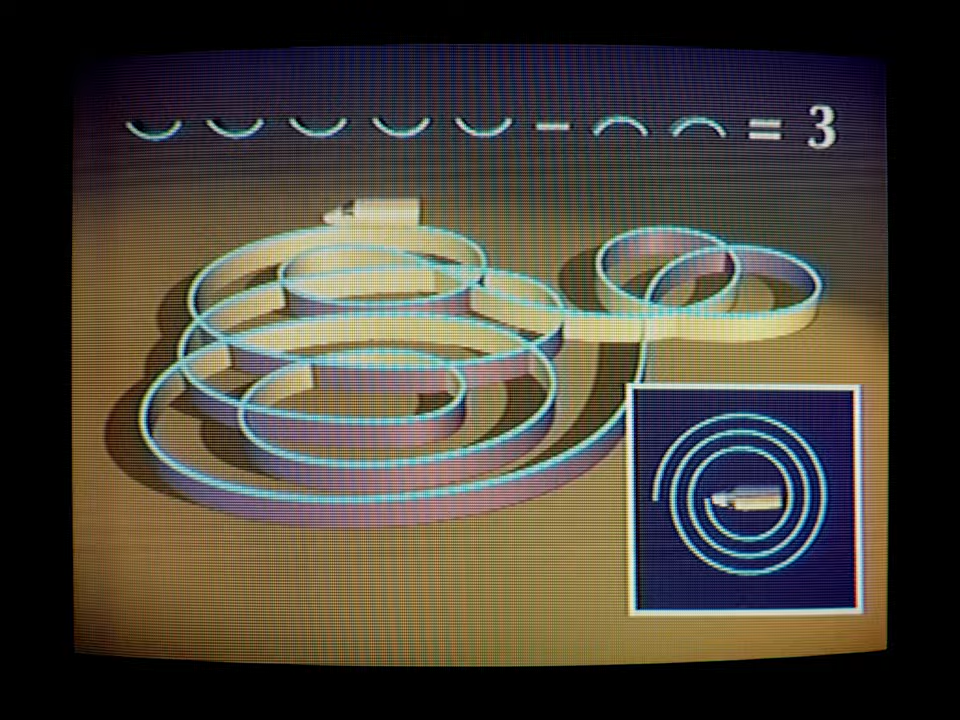 - = 3